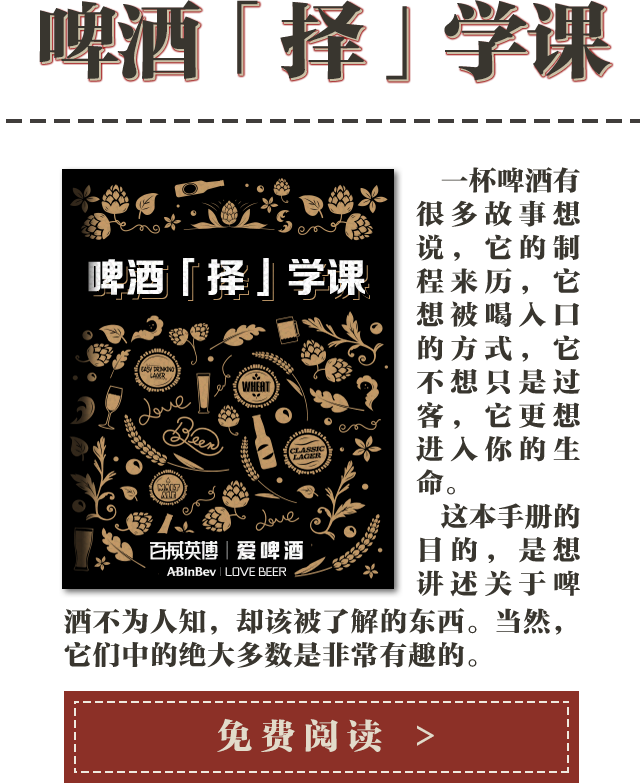 啤酒「择」学课
啤酒「择」学课
EASY DRINKING
LAGER
WHEAT
Love
Beer
CLASSIC
LAGER
MALT
ALE
Love
百威英博 | 爱啤酒
ABInBev | LOVE BEER
一杯啤酒有
很多故事想
说，它的制
程来历，它
想被喝入口
的方式，它
不想只是过
客，它更想
进入你的生
命。
这本手册的
目的，是想
讲述关于啤
酒不为人知，却该被了解的东西。当然，
它们中的绝大多数是非常有趣的。
免费阅读 >